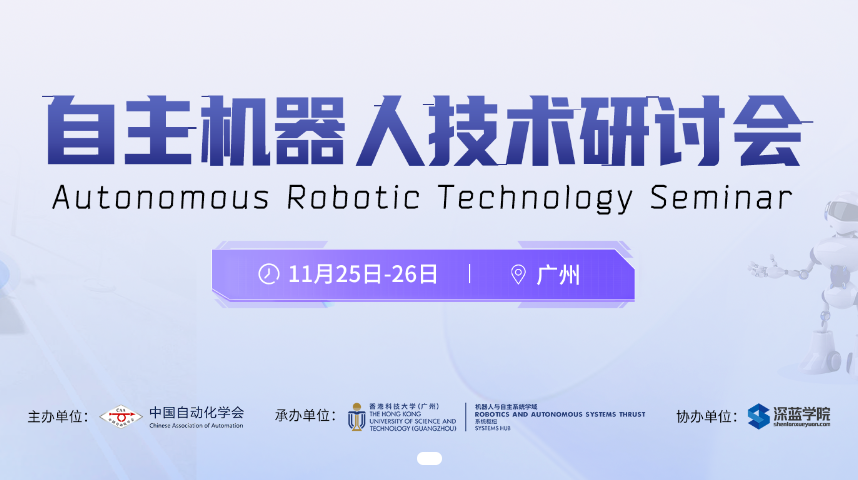 自主机器人技术研讨会
Autonomous Robotic Technology Seminar
11月25日-26日 | 广州
主办单位： CAA 中国自动化学会
Chinese Association of Automation
承办单位： 香港科技大学(广州)
THE HONG KONG
UNIVERSITY OF SCIENCE AND
TECHNOLOGY (GUANGZHOU)
机器人与自主系统学域
ROBOTICS AND AUTONOMOUS SYSTEMS THRUST
系统枢纽
SYSTEMS HUB
协办单位： 深蓝学院
shenlanxueyuan.com